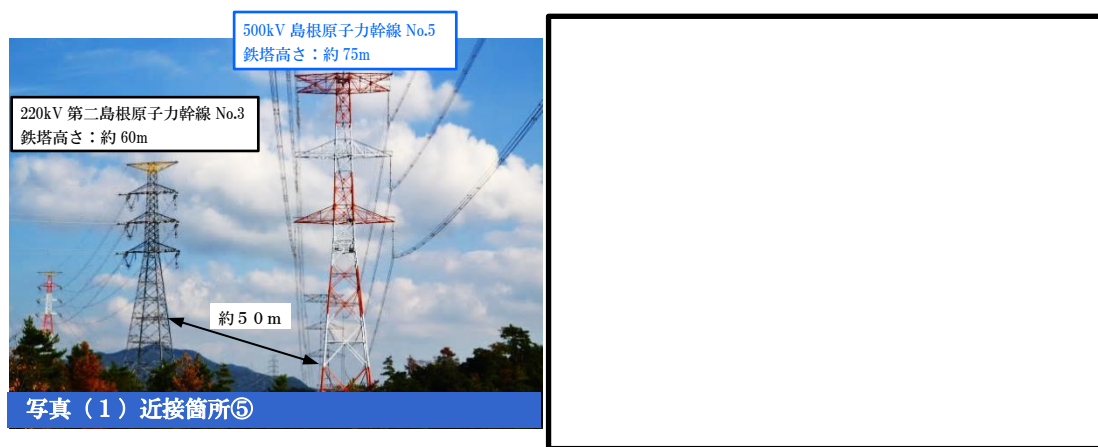 500kV 島根原子力幹線 No.5
鉄塔高さ：約 75m
220kV 第二島根原子力幹線 No.3
鉄塔高さ：約 60m
約５０ｍ
写真（１）近接箇所⑤